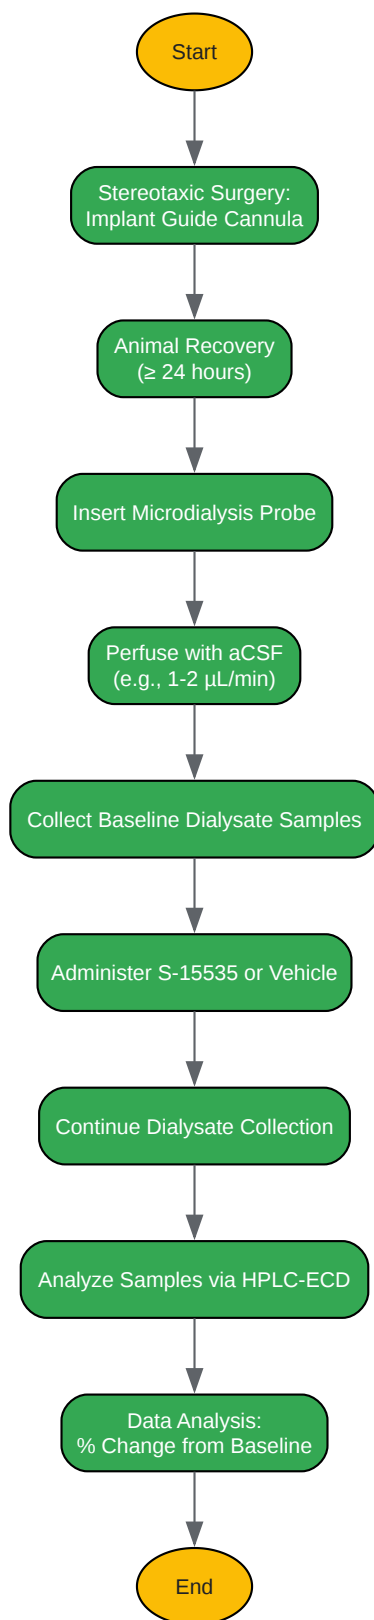 Start
Stereotaxic Surgery:
Implant Guide Cannula
Animal Recovery
(≥ 24 hours)
Insert Microdialysis Probe
Perfuse with aCSF
(e.g., 1-2 µL/min)
Collect Baseline Dialysate Samples
Administer S-15535 or Vehicle
Continue Dialysate Collection
Analyze Samples via HPLC-ECD
Data Analysis:
% Change from Baseline
End